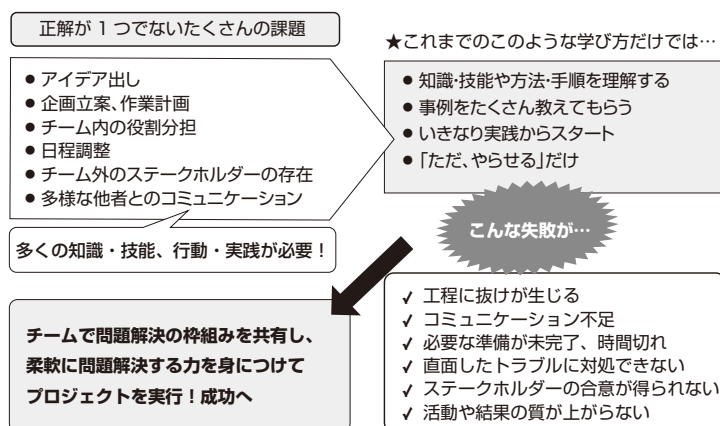 正解が 1 つでないたくさんの課題
● アイデア出し
● 企画立案、作業計画
● チーム内の役割分担
● 日程調整
● チーム外のステークホルダーの存在
● 多様な他者とのコミュニケーション
多くの知識・技能、行動・実践が必要！
★これまでのこのような学び方だけでは…
● 知識・技能や方法・手順を理解する
● 事例をたくさん教えてもらう
● いきなり実践からスタート
● 「ただ、やらせる」だけ
こんな失敗が…
✓ 工程に抜けが生じる
✓ コミュニケーション不足
✓ 必要な準備が未完了、時間切れ
✓ 直面したトラブルに対処できない
✓ ステークホルダーの合意が得られない
✓ 活動や結果の質が上がらない
チームで問題解決の枠組みを共有し、
柔軟に問題解決する力を身につけて
プロジェクトを実行！成功へ